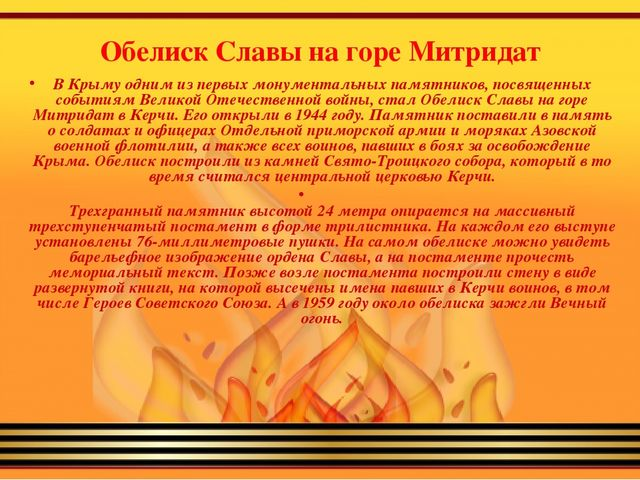 Обелиск Славы на горе Митридат
• В Крыму одним из первых монументальных памятников, посвященных
событиям Великой Отечественной войны, стал Обелиск Славы на горе
Митридат в Керчи. Его открыли в 1944 году. Памятник поставили в память
о солдатах и офицерах Отдельной приморской армии и моряках Азовской
военной флотилии, а также всех воинов, павших в боях за освобождение
Крыма. Обелиск построили из камней Свято-Троицкого собора, который в то
время считался центральной церковью Керчи.
•
Трехгранный памятник высотой 24 метра опирается на массивный
трехступенчатый постамент в форме трилистника. На каждом его выступе
установлены 76-миллиметровые пушки. На самом обелиске можно увидеть
барельефное изображение ордена Славы, а на постаменте прочесть
мемориальный текст. Позже возле постамента построили стену в виде
развернутой книги, на которой высечены имена павших в Керчи воинов, в том
числе Героев Советского Союза. А в 1959 году около обелиска зажгли Вечный
огонь.